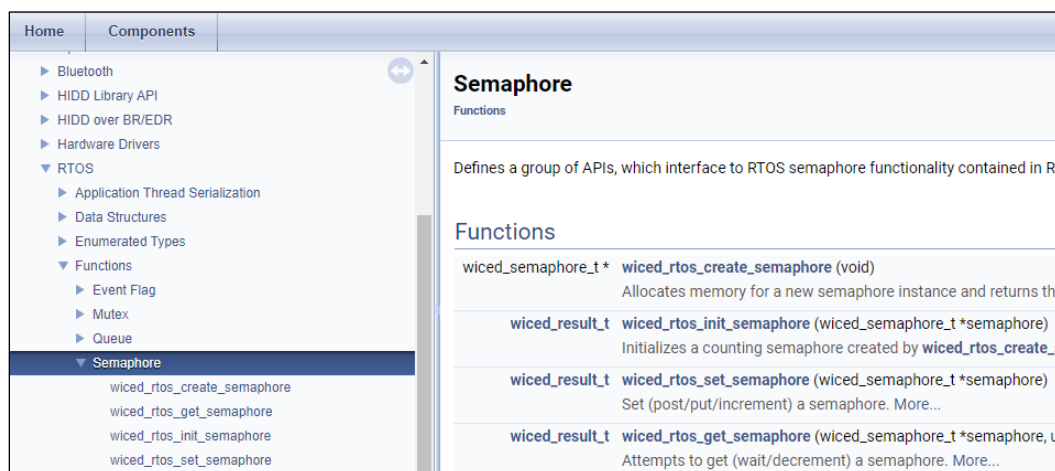 Home
Components
Bluetooth
HIDD Library API
HIDD over BR/EDR
Hardware Drivers
RTOS
Application Thread Serialization
Data Structures
Enumerated Types
Functions
Event Flag
Mutex
Queue
Semaphore
wiced_rtos_create_semaphore
wiced_rtos_get_semaphore
wiced_rtos_init_semaphore
wiced_rtos_set_semaphore
Semaphore
Functions
Defines a group of APIs, which interface to RTOS semaphore functionality contained in R
Functions
wiced_semaphore_t * wiced_rtos_create_semaphore (void)
Allocates memory for a new semaphore instance and returns th
wiced_result_t wiced_rtos_init_semaphore (wiced_semaphore_t *semaphore)
Initializes a counting semaphore created by wiced_rtos_create_
wiced_result_t wiced_rtos_set_semaphore (wiced_semaphore_t *semaphore)
Set (post/put/increment) a semaphore. More...
wiced_result_t wiced_rtos_get_semaphore (wiced_semaphore_t *semaphore, u
Attempts to get (wait/decrement) a semaphore. More...